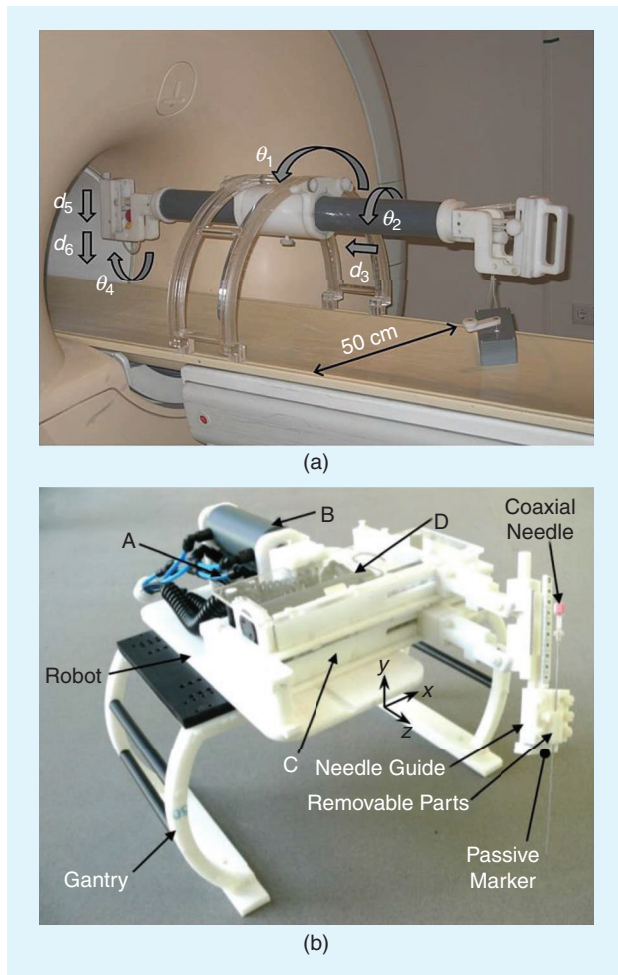 θ1
d5
θ2
d6
d3
θ4
50 cm
(a)
Coaxial
Needle
B
D
A
Robot
y
x
z
C
Needle Guide
Removable Parts
Gantry
Passive
Marker
(b)